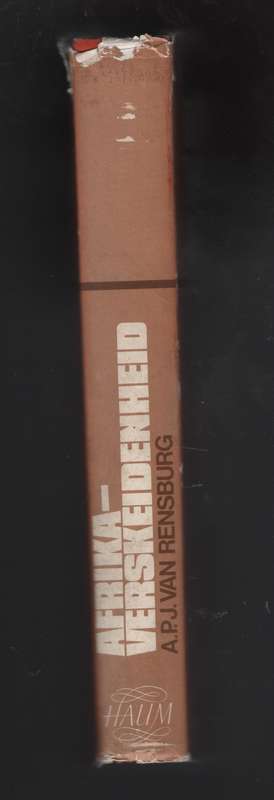 AFRIKA–
VERSKEIDENHEID
A.P.J. VAN RENSBURG
HAUM